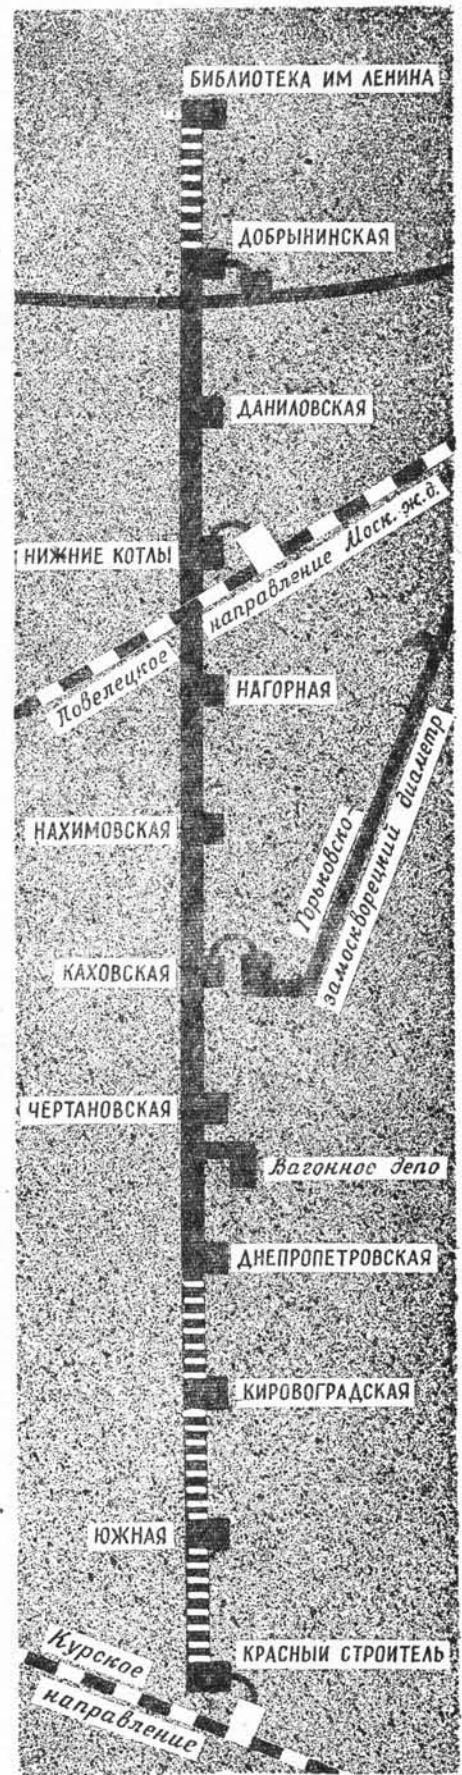 БИБЛИОТЕКА ИМ ЛЕНИНА
ДОБРЫНИНСКАЯ
ДАНИЛОВСКАЯ
НИЖНИЕ КОТЛЫ
Павелецкое направление Моск. ж.д.
НАГОРНАЯ
НАХИМОВСКАЯ
Горьковско-
замоскворецкий диаметр
КАХОВСКАЯ
ЧЕРТАНОВСКАЯ
Вагонное депо
ДНЕПРОПЕТРОВСКАЯ
КИРОВОГРАДСКАЯ
ЮЖНАЯ
КРАСНЫЙ СТРОИТЕЛЬ
Курское
направление